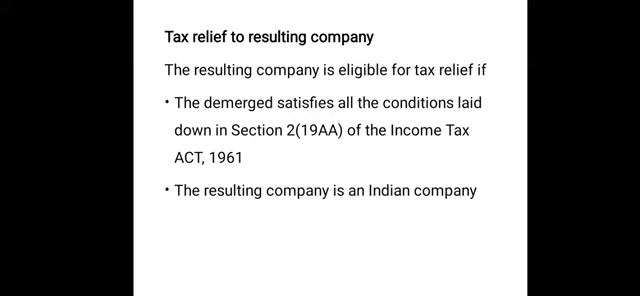 Tax relief to resulting company
The resulting company is eligible for tax relief if
• The demerged satisfies all the conditions laid
down in Section 2(19AA) of the Income Tax
ACT, 1961
• The resulting company is an Indian company